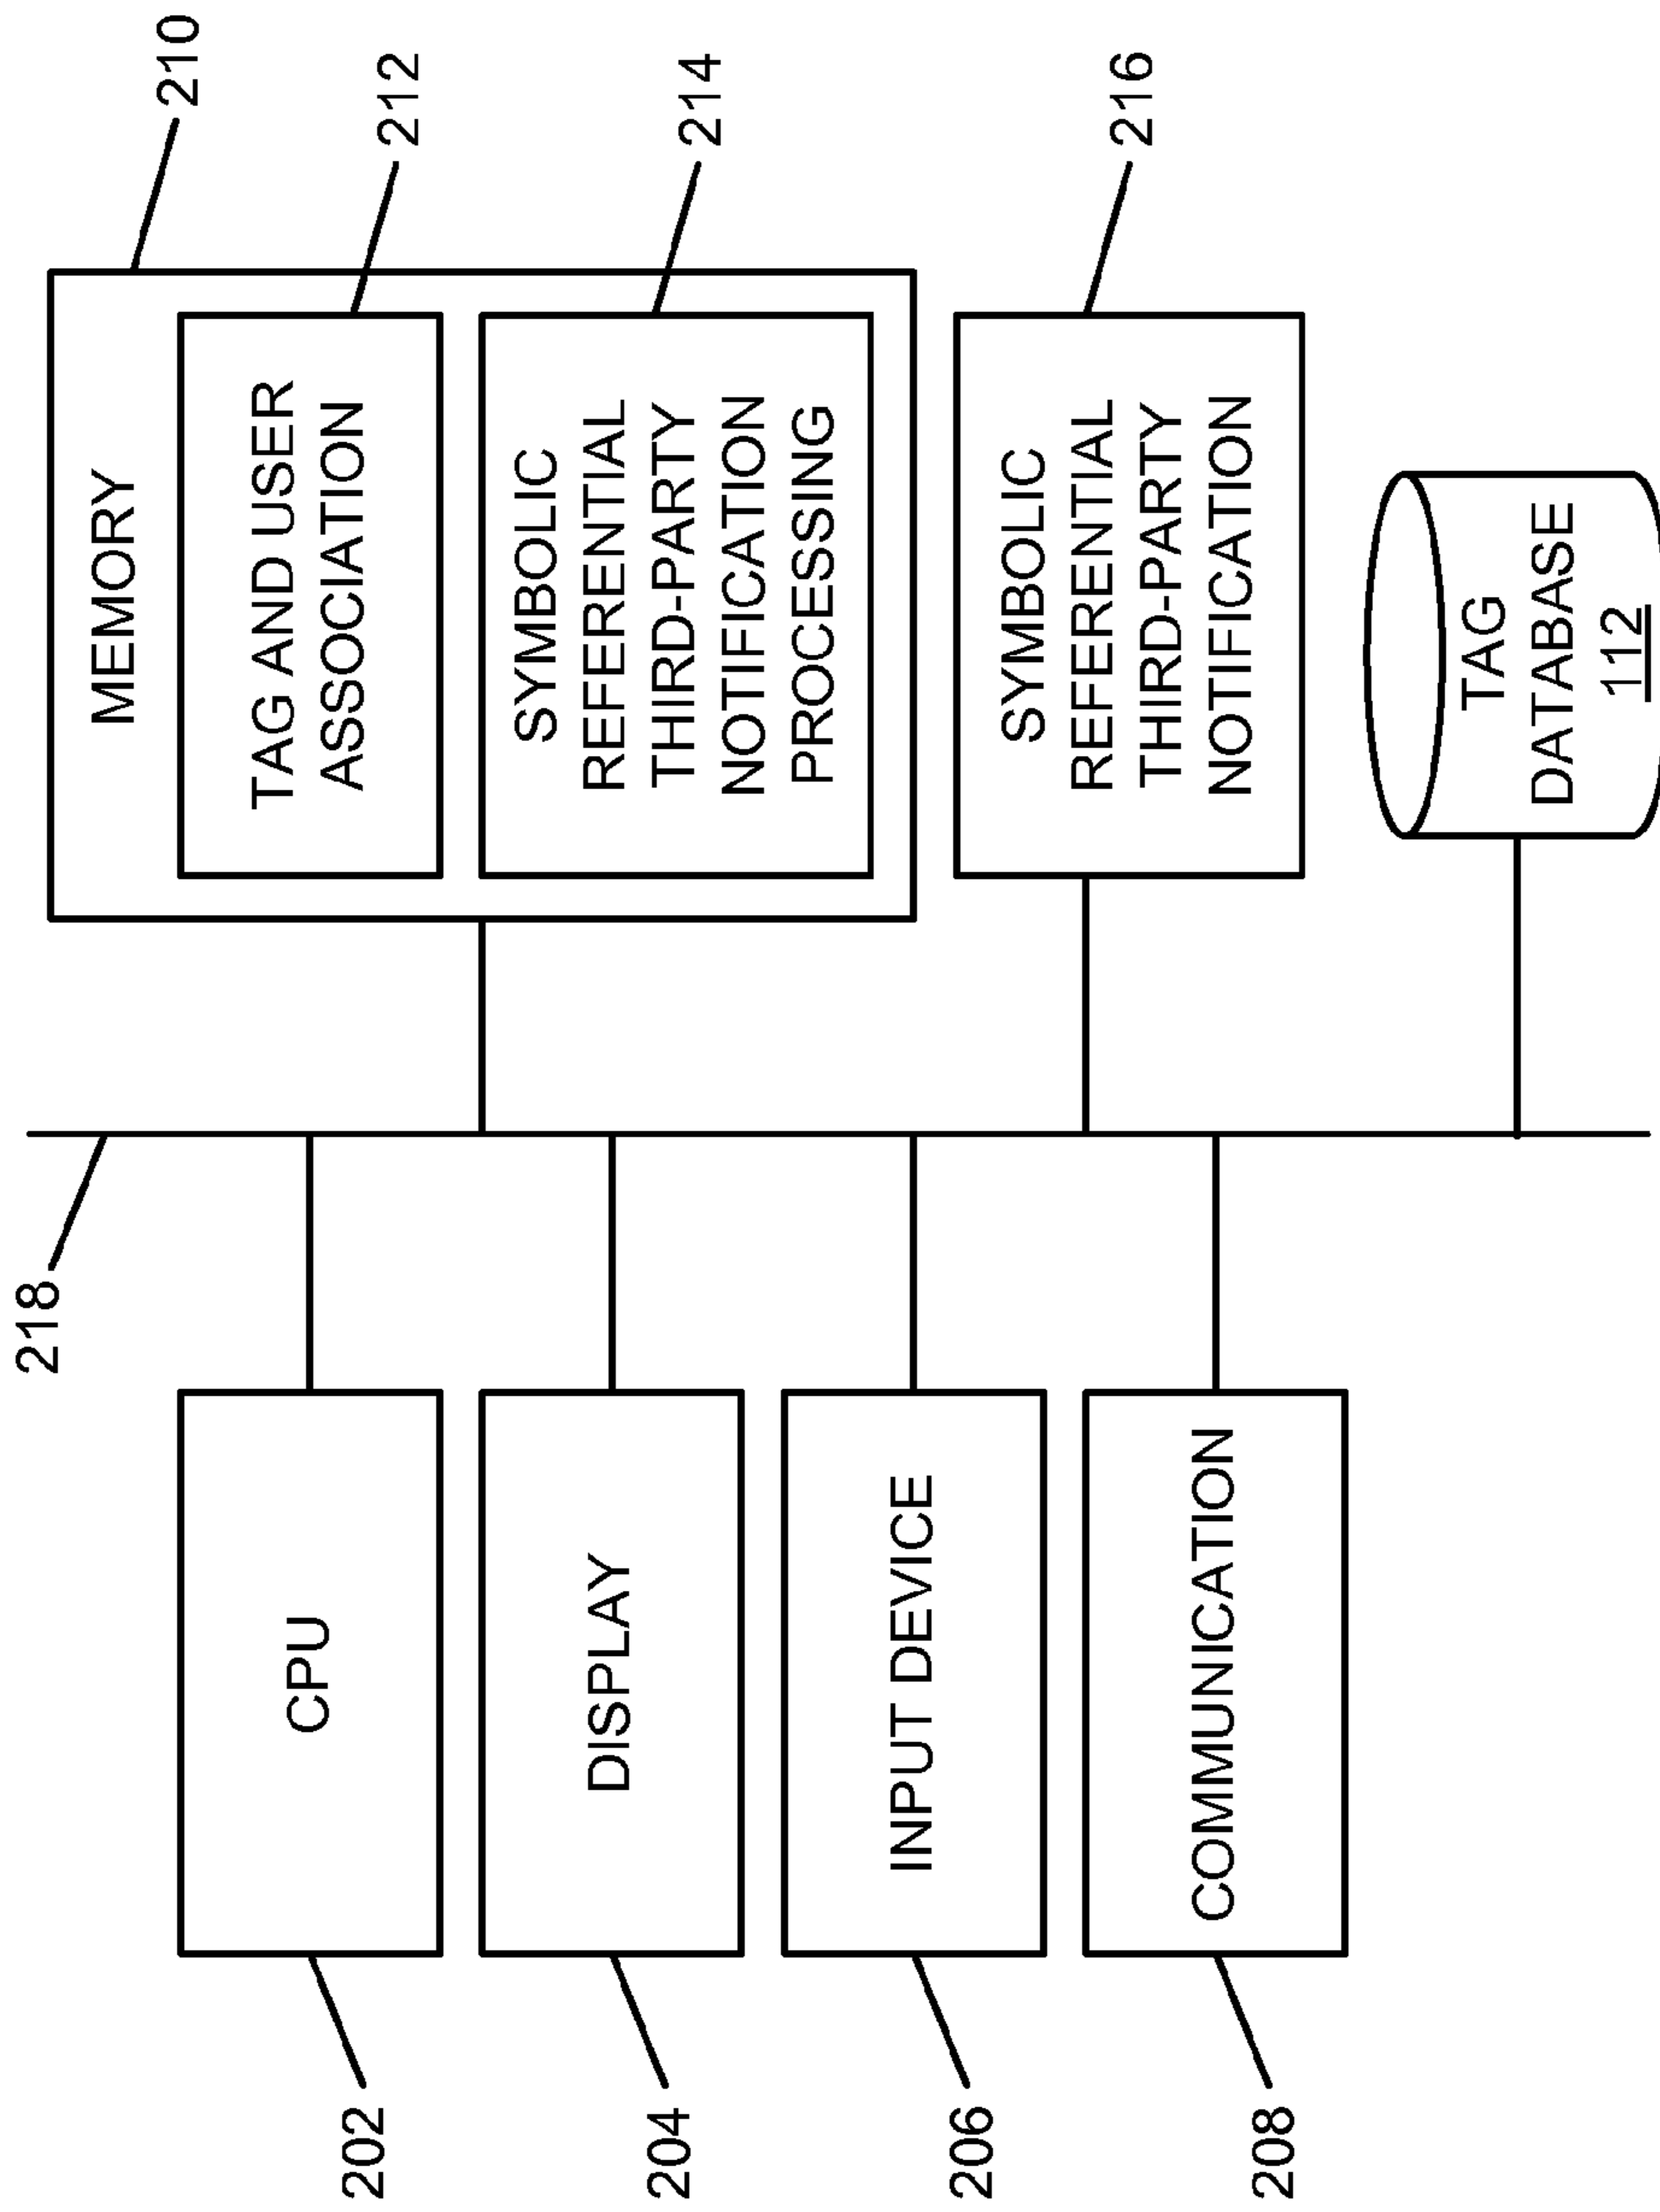 210
MEMORY
212
TAG AND USER
ASSOCIATION
214
SYMBOLIC
REFERENTIAL
THIRD-PARTY
NOTIFICATION
PROCESSING
216
SYMBOLIC
REFERENTIAL
THIRD-PARTY
NOTIFICATION
TAG
DATABASE
112
218
CPU
202
DISPLAY
204
INPUT DEVICE
206
COMMUNICATION
208